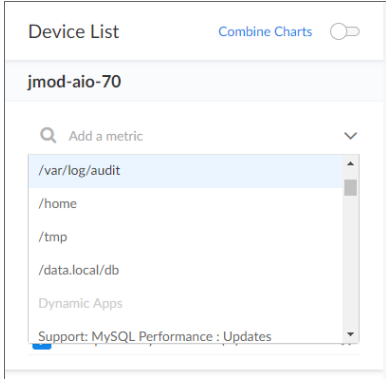 Device List
Combine Charts
jmod-aio-70
Add a metric
/var/log/audit
/home
/tmp
/data.local/db
Dynamic Apps
Support: MySQL Performance : Updates